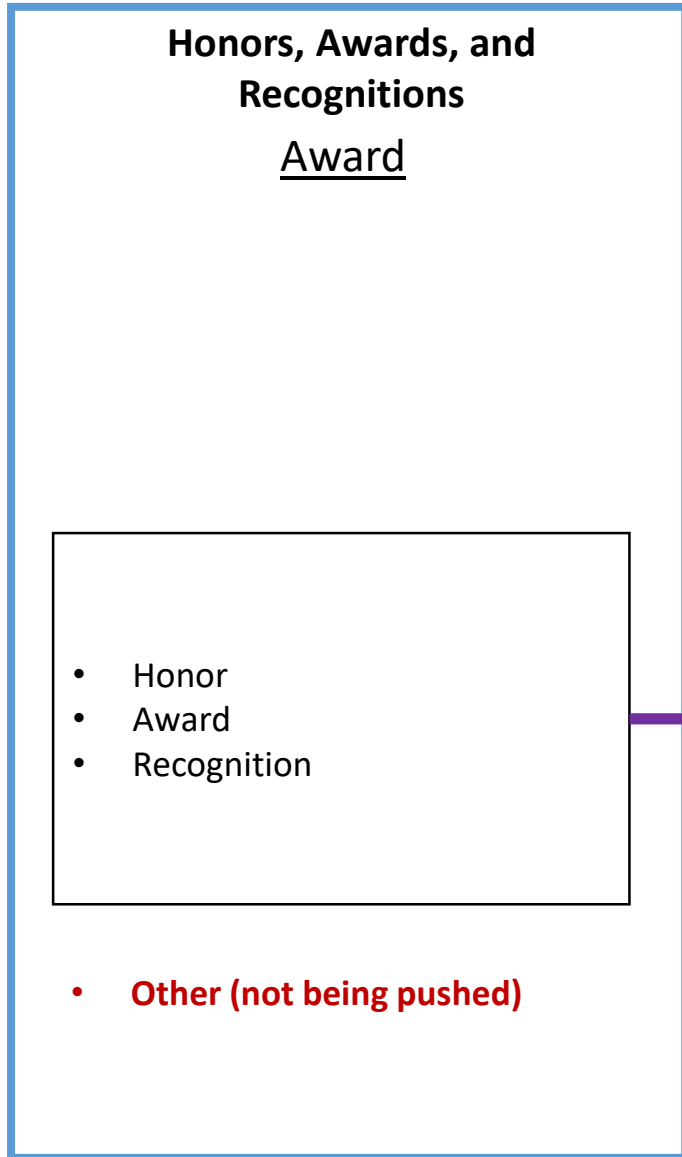 Honors, Awards, and
Recognitions
Award
• Honor
• Award
• Recognition
• Other (not being pushed)